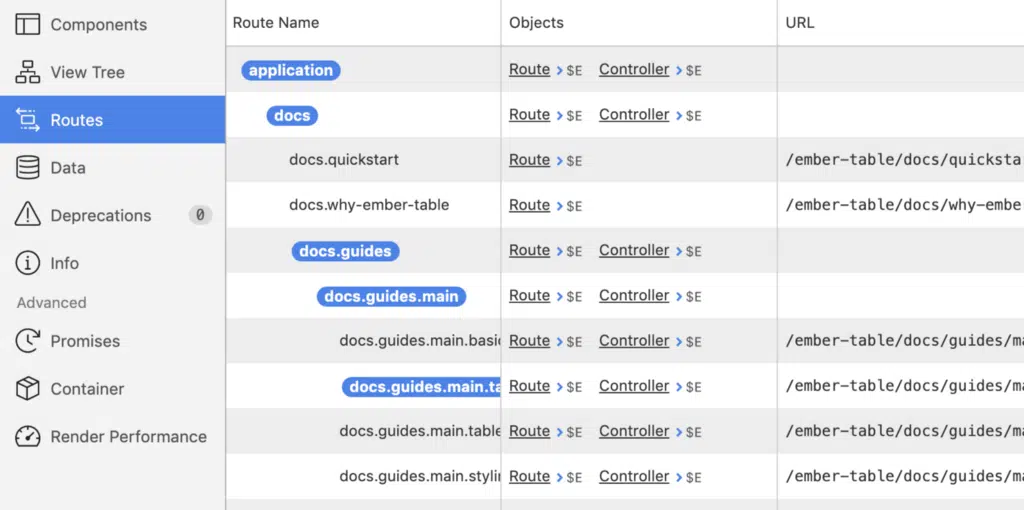 Components
View Tree
Routes
Data
Deprecations 0
Info
Advanced
Promises
Container
Render Performance
Route Name Objects URL
application Route > $E Controller > $E
docs Route > $E Controller > $E
docs.quickstart Route > $E /ember-table/docs/quicksta
docs.why-ember-table Route > $E /ember-table/docs/why-embe
docs.guides Route > $E Controller > $E
docs.guides.main Route > $E Controller > $E
docs.guides.main.basic Route > $E Controller > $E /ember-table/docs/guides/ma
docs.guides.main.ta Route > $E Controller > $E /ember-table/docs/guides/ma
docs.guides.main.table Route > $E Controller > $E /ember-table/docs/guides/ma
docs.guides.main.stylin Route > $E Controller > $E /ember-table/docs/guides/ma